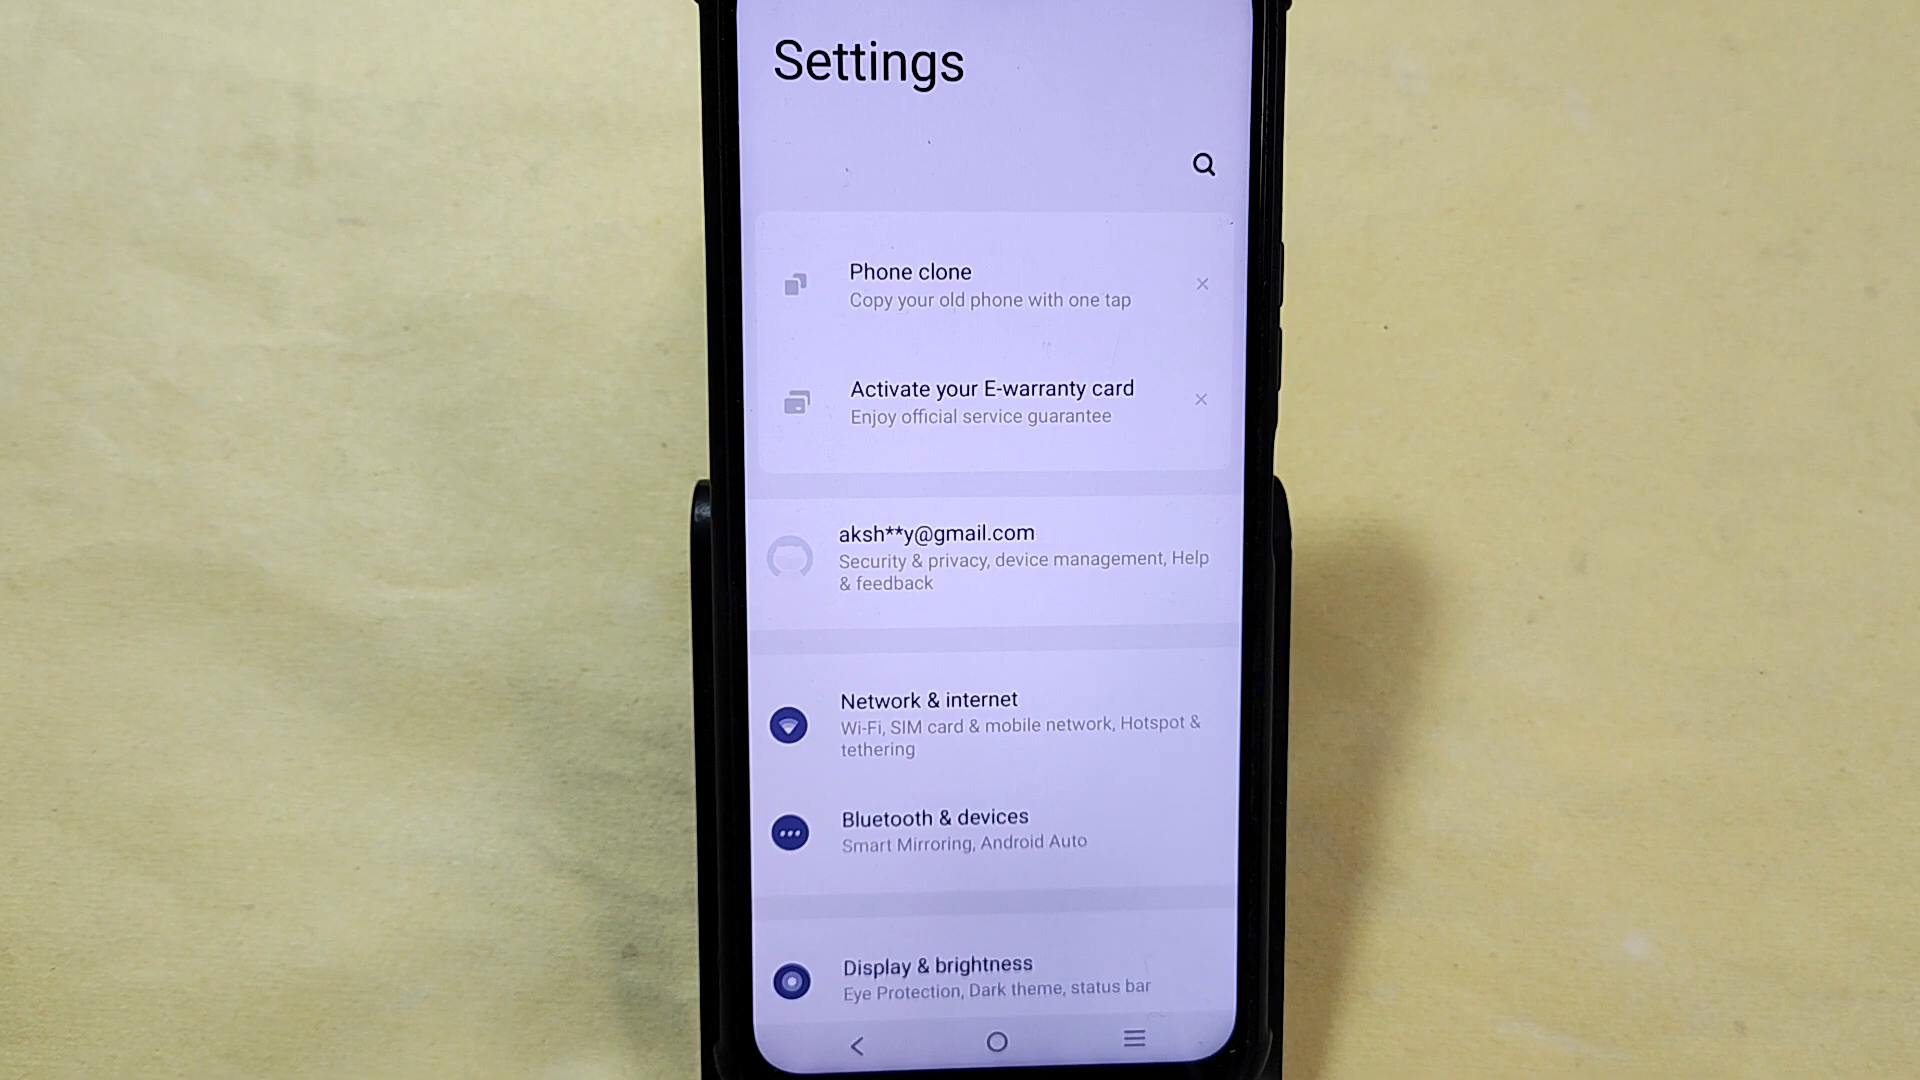 Settings
Phone clone
Copy your old phone with one tap
Activate your E-warranty card
Enjoy official service guarantee
aksh**y@gmail.com
Security & privacy, device management, Help
& feedback
Network & internet
Wi-Fi, SIM card & mobile network, Hotspot &
tethering
Bluetooth & devices
Smart Mirroring, Android Auto
Display & brightness
Eye Protection, Dark theme, status bar